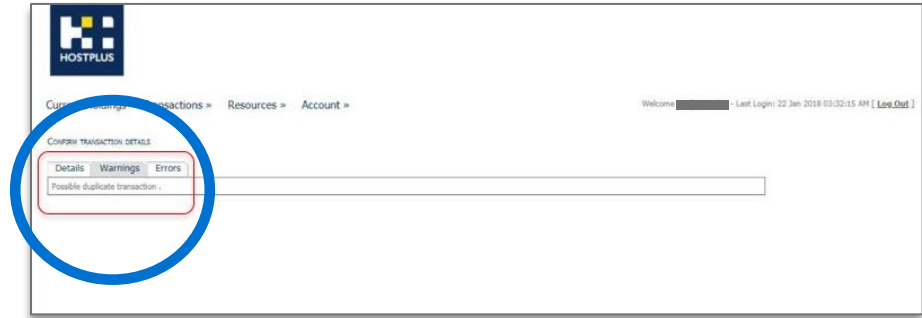 HOSTPLUS
Transactions » Resources » Account »
Welcome - Last Login: 22 Jan 2018 03:32:15 AM [ Log Out ]
CONFIRM TRANSACTION DETAILS
Details Warnings Errors
Possible duplicate transaction .